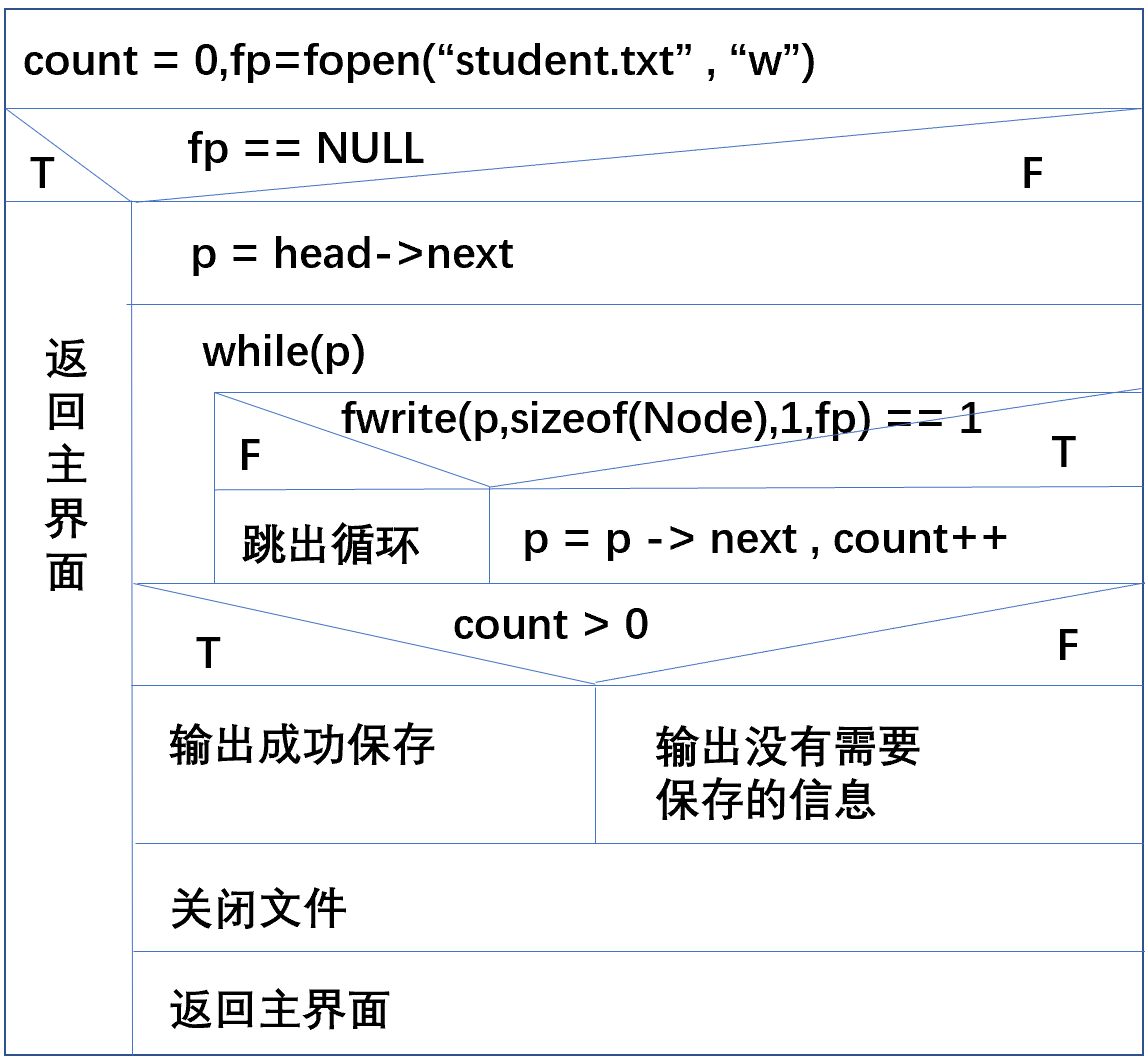 count = 0,fp=fopen(“student.txt” , “w”)
fp == NULL
T
F
p = head->next
返
回
主
界
面
while(p)
fwrite(p,sizeof(Node),1,fp) == 1
F
T
跳出循环
p = p -> next , count++
count > 0
T
F
输出成功保存
输出没有需要
保存的信息
关闭文件
返回主界面